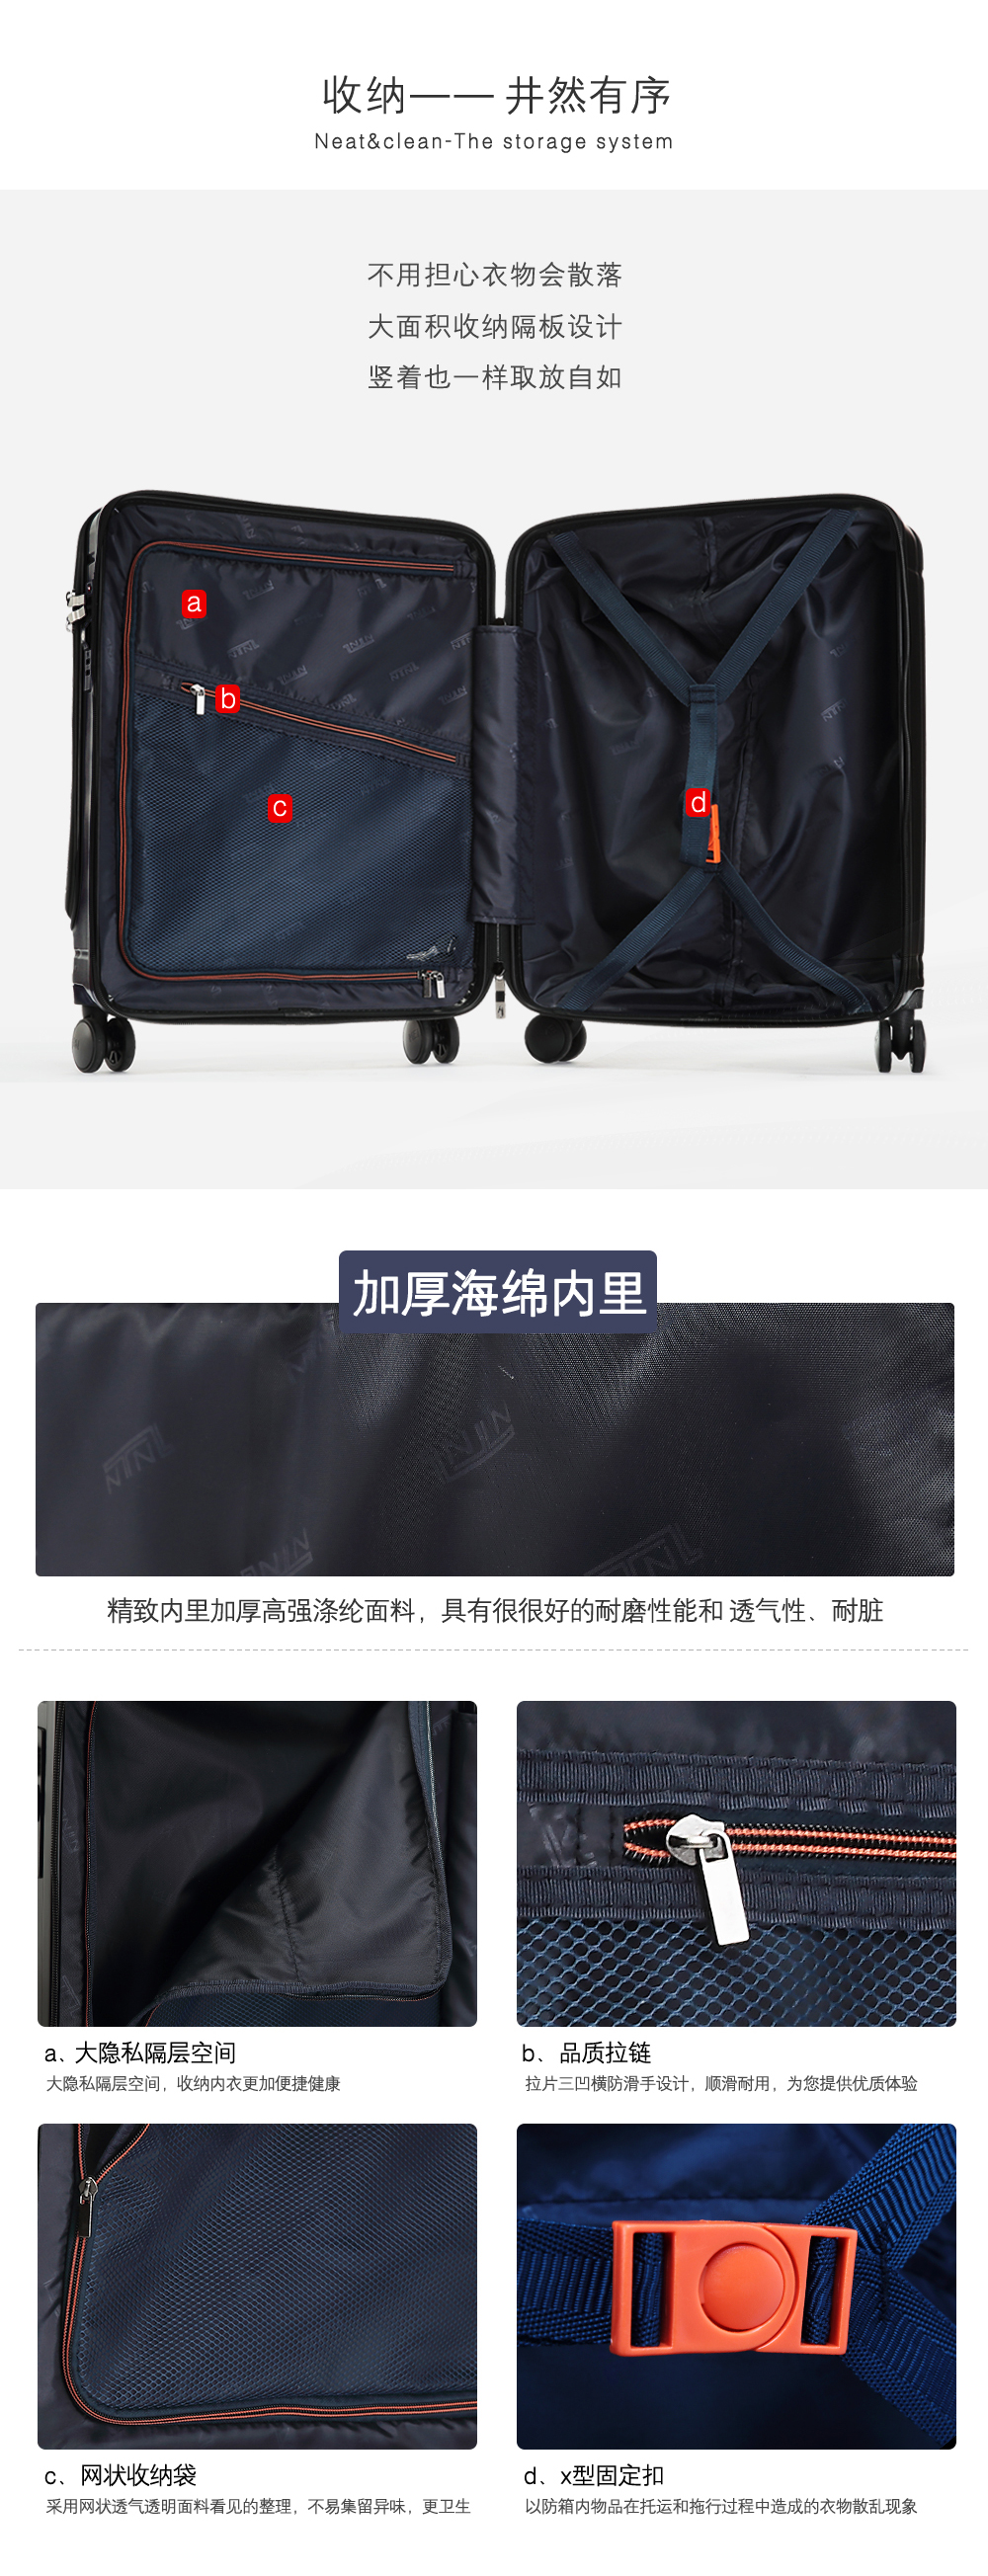 收纳—— 井然有序
Neat&clean-The storage system
不用担心衣物会散落
大面积收纳隔板设计
竖着也一样取放自如
a
b
c
d
加厚海绵内里
NTNL
精致内里加厚高强涤纶面料，具有很很好的耐磨性能和 透气性、耐脏
a、大隐私隔层空间
大隐私隔层空间，收纳内衣更加便捷健康
b、品质拉链
拉片三凹横防滑手设计，顺滑耐用，为您提供优质体验
c、网状收纳袋
采用网状透气透明面料看见的整理，不易集留异味，更卫生
d、x型固定扣
以防箱内物品在托运和拖行过程中造成的衣物散乱现象